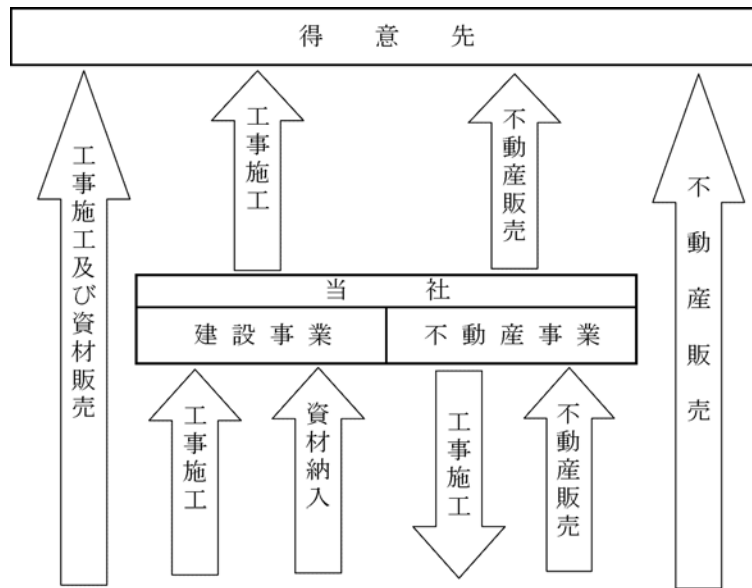 得意先
工事施工及び資材販売
工事施工
不動産販売
不動産販売
当社
建設事業
不動産事業
工事施工
資材納入
工事施工
不動産販売